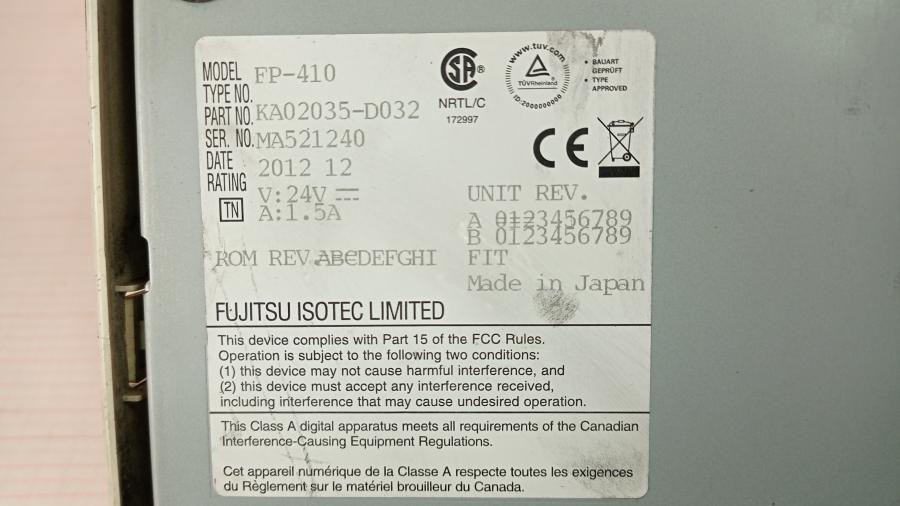 MODEL FP-410
TYPE NO.
PART NO. KA02035-D032
SER. NO. MA521240
DATE 2012 12
RATING V:24V
TN A:1.5A
ROM REV.ABCDEFGHI
SA®
NRTL/C
172997
www.tuv.com
TÜVRheinland
ID:2000000000
• BAUART
GEPRÜFT
• TYPE
APPROVED
CE
UNIT REV.
A 0123456789
B 0123456789
FIT
Made in Japan
FUJITSU ISOTEC LIMITED
This device complies with Part 15 of the FCC Rules.
Operation is subject to the following two conditions:
(1) this device may not cause harmful interference, and
(2) this device must accept any interference received,
including interference that may cause undesired operation.
This Class A digital apparatus meets all requirements of the Canadian
Interference-Causing Equipment Regulations.
Cet appareil numérique de la Classe A respecte toutes les exigences
du Règlement sur le matériel brouilleur du Canada.